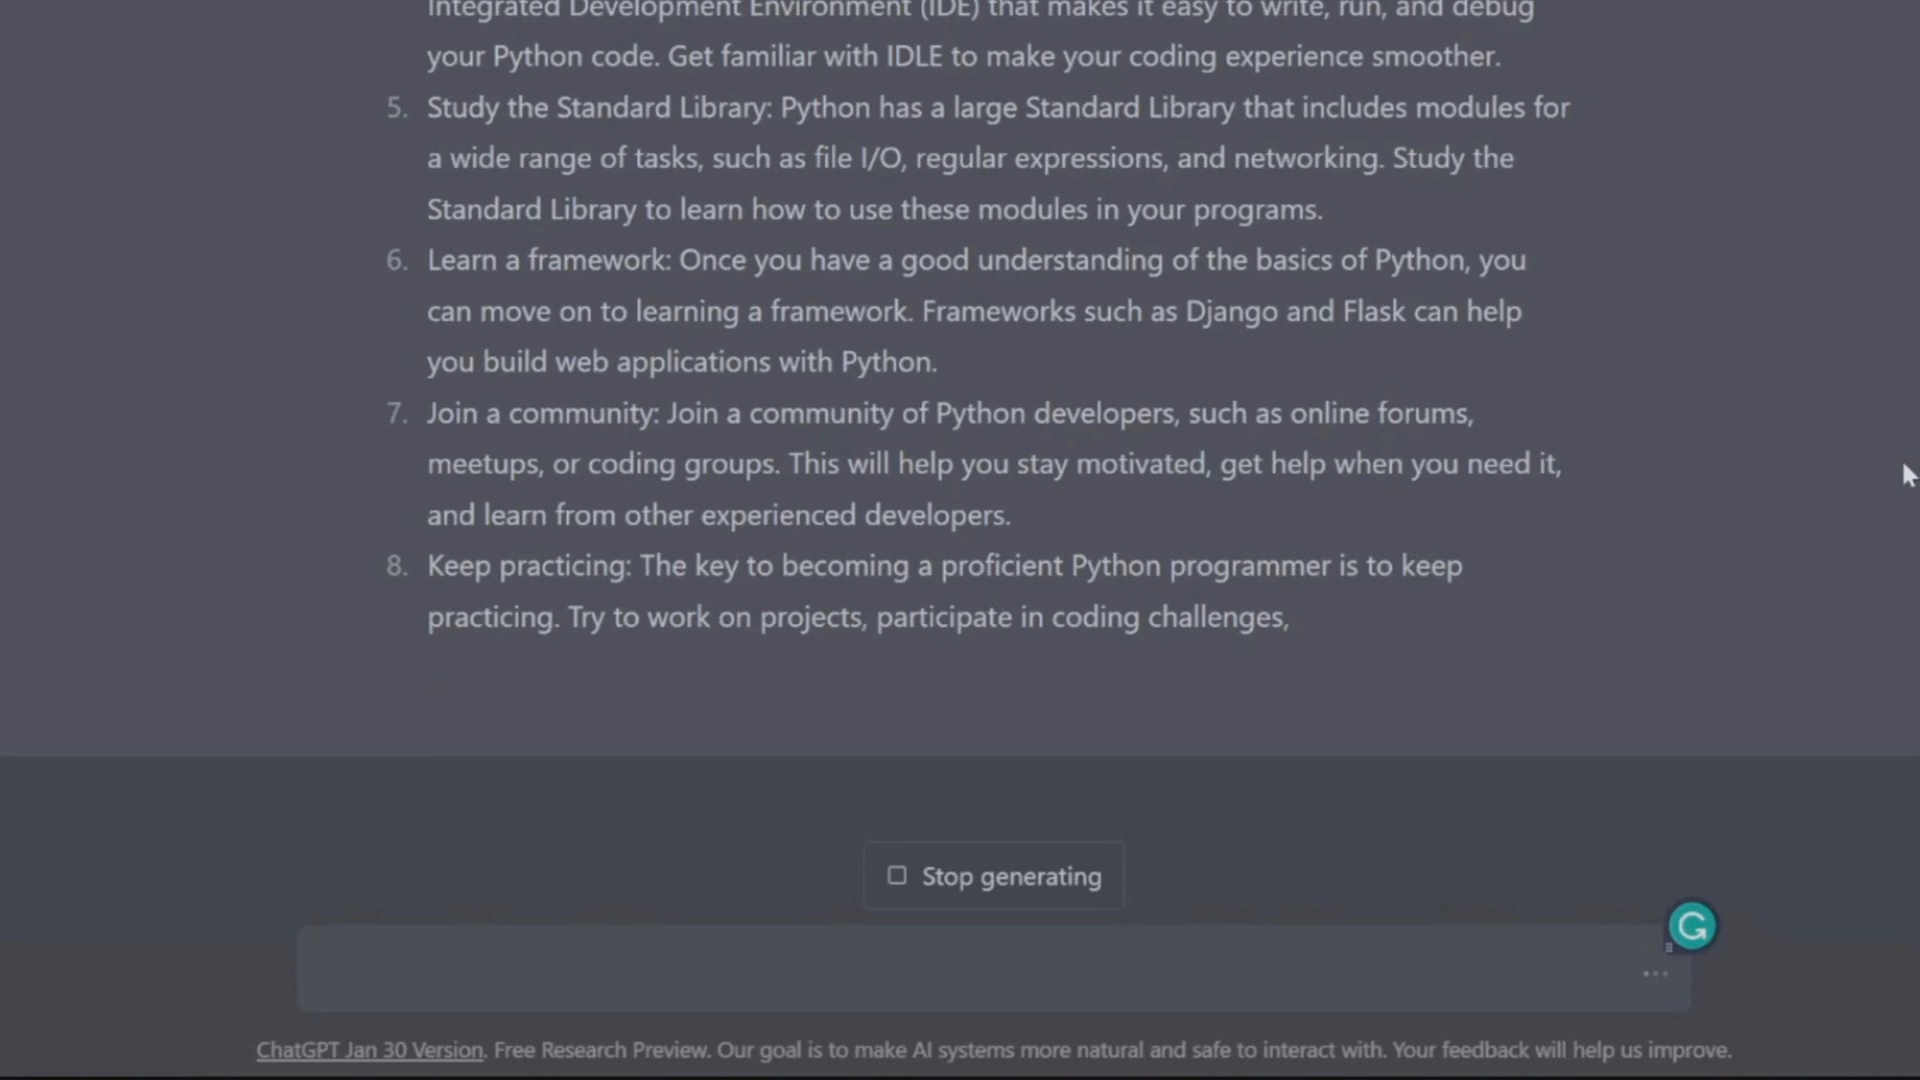 Integrated Development Environment (IDE) that makes it easy to write, run, and debug
your Python code. Get familiar with IDLE to make your coding experience smoother.
5. Study the Standard Library: Python has a large Standard Library that includes modules for
a wide range of tasks, such as file I/O, regular expressions, and networking. Study the
Standard Library to learn how to use these modules in your programs.
6. Learn a framework: Once you have a good understanding of the basics of Python, you
can move on to learning a framework. Frameworks such as Django and Flask can help
you build web applications with Python.
7. Join a community: Join a community of Python developers, such as online forums,
meetups, or coding groups. This will help you stay motivated, get help when you need it,
and learn from other experienced developers.
8. Keep practicing: The key to becoming a proficient Python programmer is to keep
practicing. Try to work on projects, participate in coding challenges,
Stop generating
G
...
ChatGPT Jan 30 Version. Free Research Preview. Our goal is to make AI systems more natural and safe to interact with. Your feedback will help us improve.